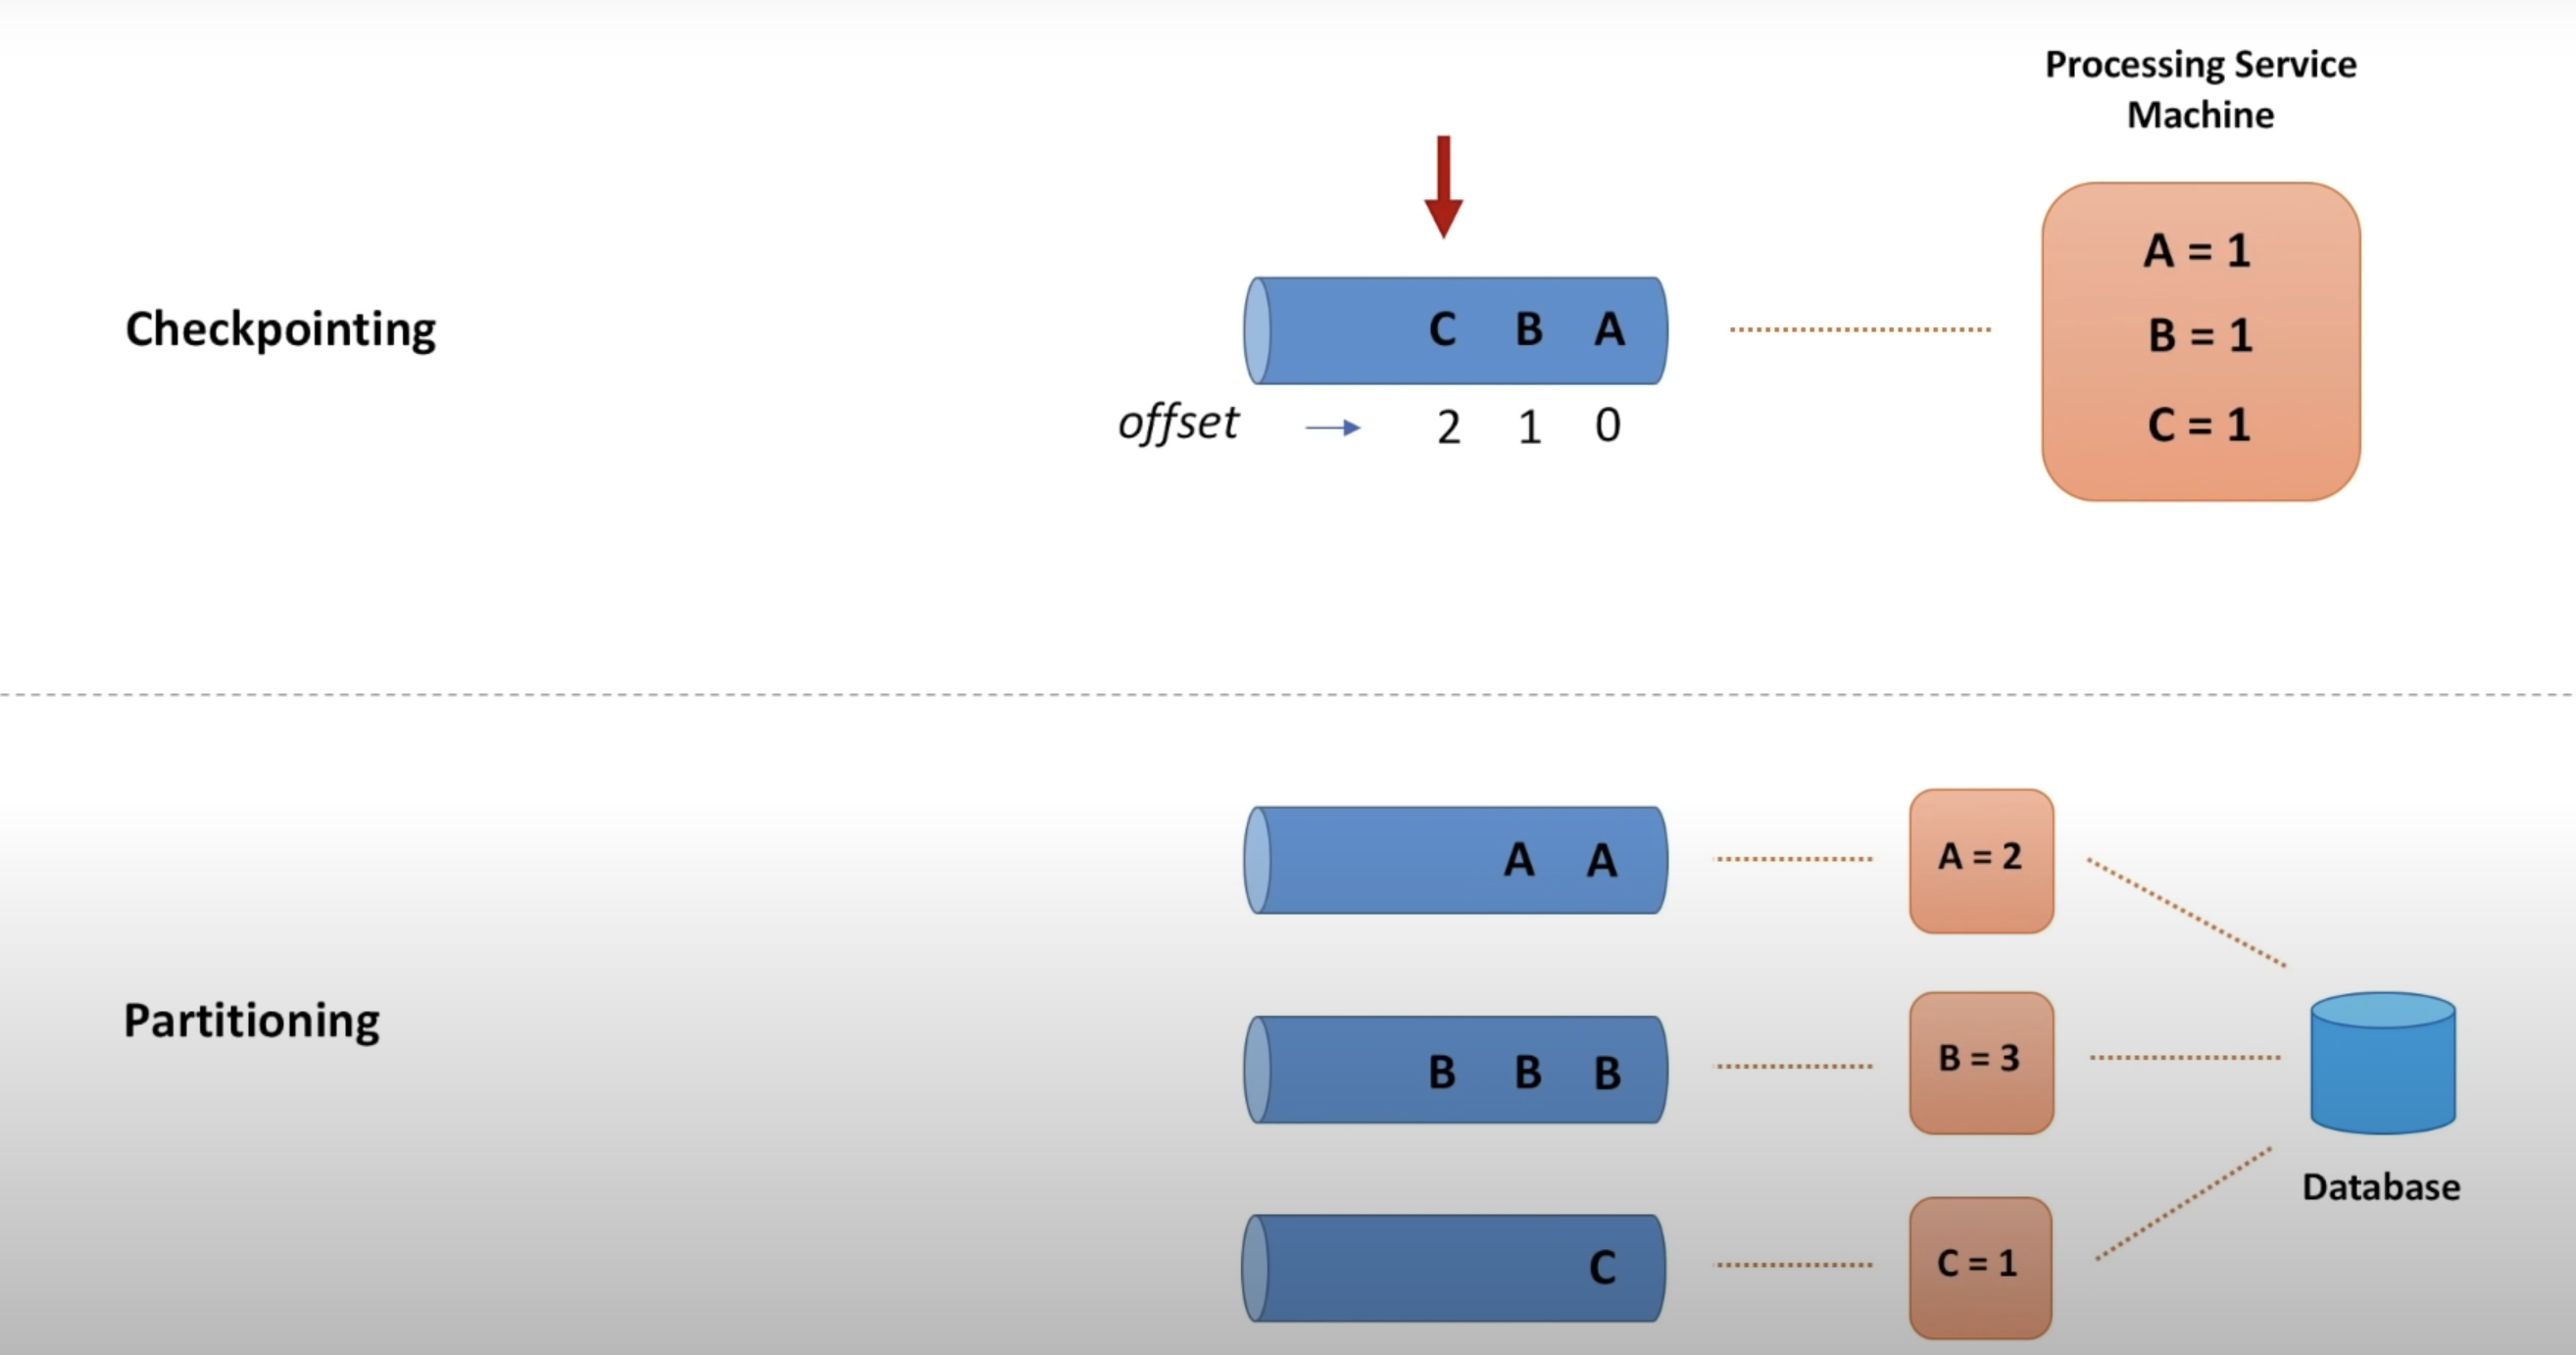 Processing Service
Machine
Checkpointing
C B A
offset 2 1 0
A = 1
B = 1
C = 1
Partitioning
A A
A = 2
B B B
B = 3
C
C = 1
Database